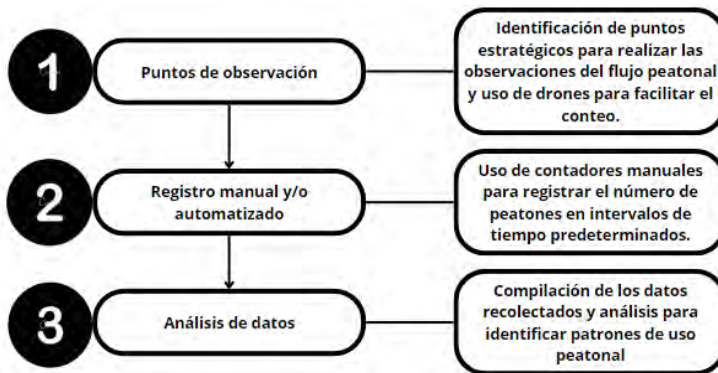 1
Puntos de observación
Identificación de puntos
estratégicos para realizar las
observaciones del flujo peatonal
y uso de drones para facilitar el
conteo.
2
Registro manual y/o
automatizado
Uso de contadores manuales
para registrar el número de
peatones en intervalos de
tiempo predeterminados.
3
Análisis de datos
Compilación de los datos
recolectados y análisis para
identificar patrones de uso
peatonal